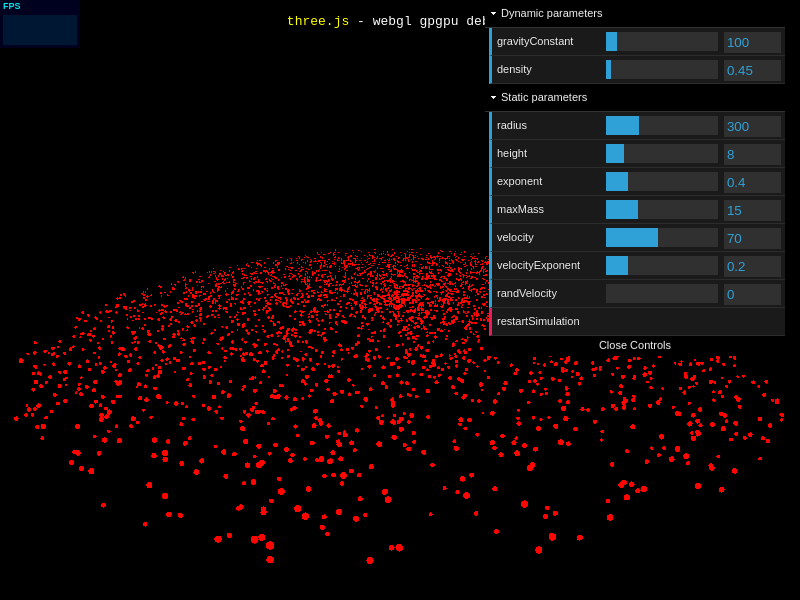 FPS
three.js - webgl gpgpu deb
Dynamic parameters
gravityConstant 100
density 0.45
Static parameters
radius 300
height 8
exponent 0.4
maxMass 15
velocity 70
velocityExponent 0.2
randVelocity 0
restartSimulation
Close Controls